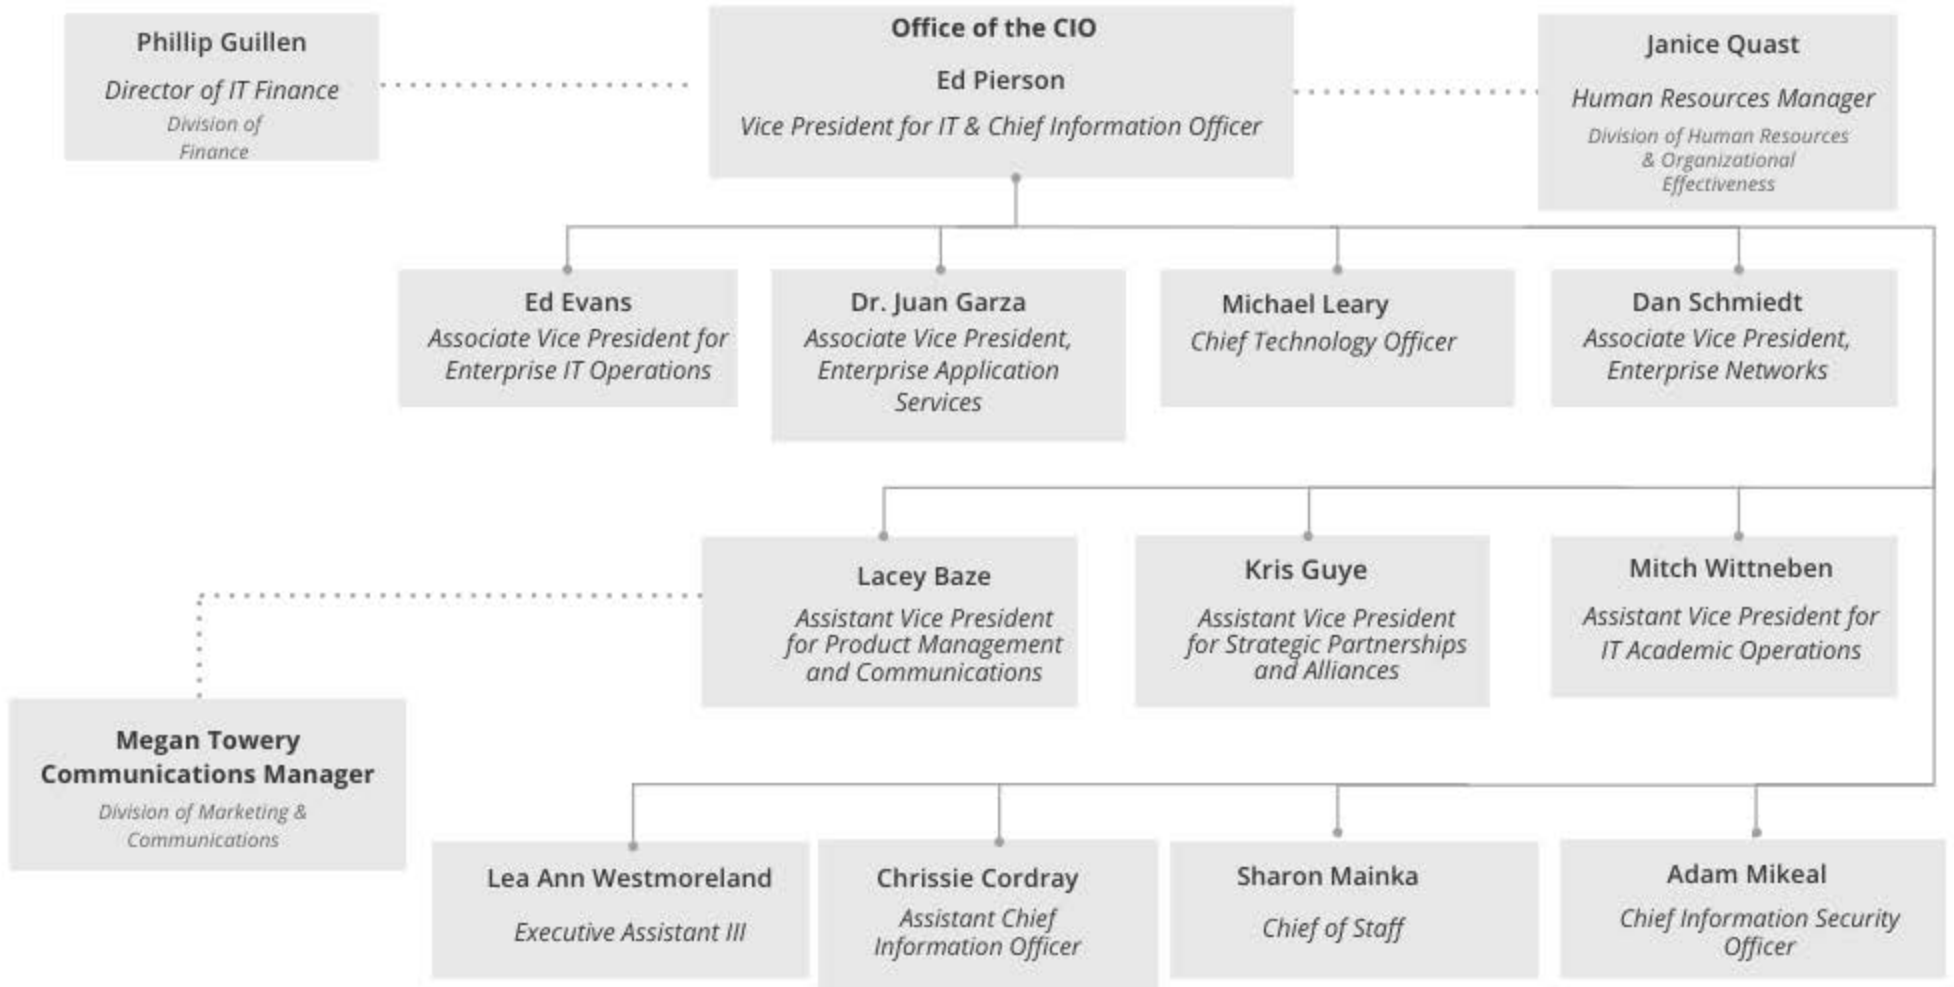 Phillip Guillen
Director of IT Finance
Division of
Finance
Office of the CIO
Ed Pierson
Vice President for IT & Chief Information Officer
Janice Quast
Human Resources Manager
Division of Human Resources
& Organizational
Effectiveness
Ed Evans
Associate Vice President for
Enterprise IT Operations
Dr. Juan Garza
Associate Vice President,
Enterprise Application
Services
Michael Leary
Chief Technology Officer
Dan Schmiedt
Associate Vice President,
Enterprise Networks
Lacey Baze
Assistant Vice President
for Product Management
and Communications
Kris Guye
Assistant Vice President
for Strategic Partnerships
and Alliances
Mitch Wittneben
Assistant Vice President for
IT Academic Operations
Megan Towery
Communications Manager
Division of Marketing &
Communications
Lea Ann Westmoreland
Executive Assistant III
Chrissie Cordray
Assistant Chief
Information Officer
Sharon Mainka
Chief of Staff
Adam Mikeal
Chief Information Security
Officer